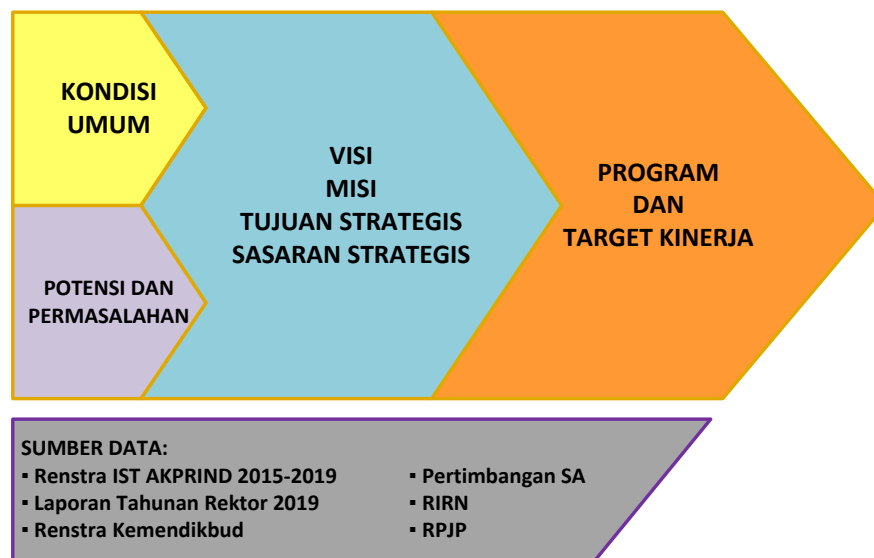 KONDISI
UMUM
POTENSI DAN
PERMASALAHAN
VISI
MISI
TUJUAN STRATEGIS
SASARAN STRATEGIS
PROGRAM
DAN
TARGET KINERJA
SUMBER DATA:
▪ Renstra IST AKPRIND 2015-2019
▪ Laporan Tahunan Rektor 2019
▪ Renstra Kemendikbud
▪ Pertimbangan SA
▪ RIRN
▪ RPJP